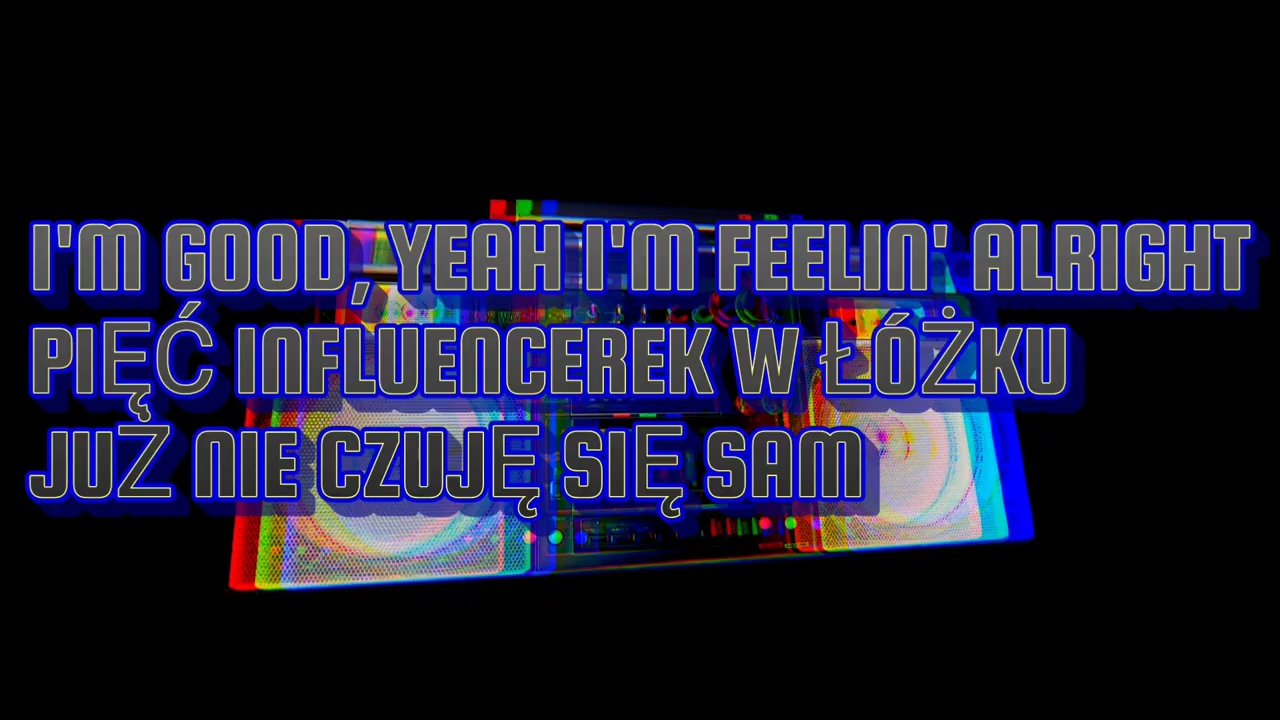 I'M GOOD, YEAH I'M FEELIN' ALRIGHT
PIĘĆ INFLUENCEREK W ŁÓŻKU
JUŻ NIE CZUJĘ SIĘ SAM